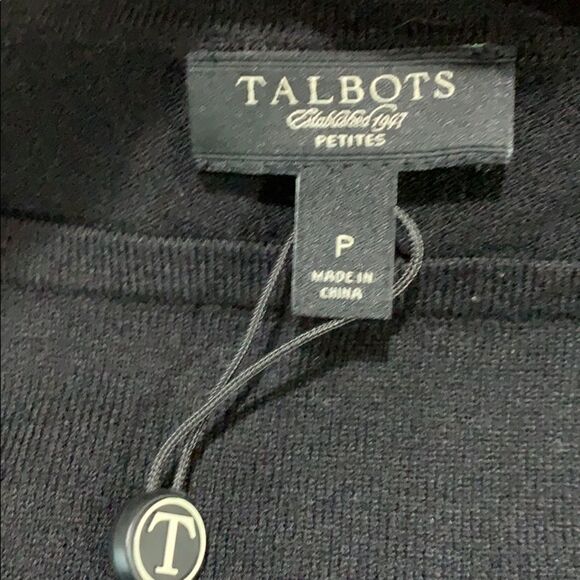 TALBOTS
Established 1947
PETITES
P
MADE IN
CHINA
T